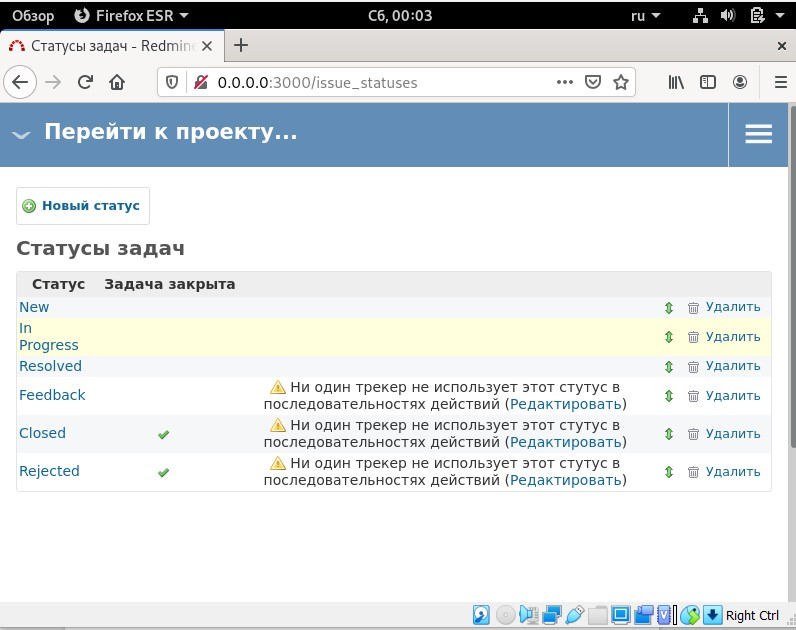 Обзор Firefox ESR Сб, 00:03 ru
Статусы задач - Redmine
0.0.0.0:3000/issue_statuses
Перейти к проекту...
Новый статус
Статусы задач
Статус Задача закрыта
New Удалить
In
Progress Удалить
Resolved Удалить
Feedback Ни один трекер не использует этот стутус в
последовательностях действий (Редактировать) Удалить
Closed Ни один трекер не использует этот стутус в
последовательностях действий (Редактировать) Удалить
Rejected Ни один трекер не использует этот стутус в
последовательностях действий (Редактировать) Удалить
Right Ctrl